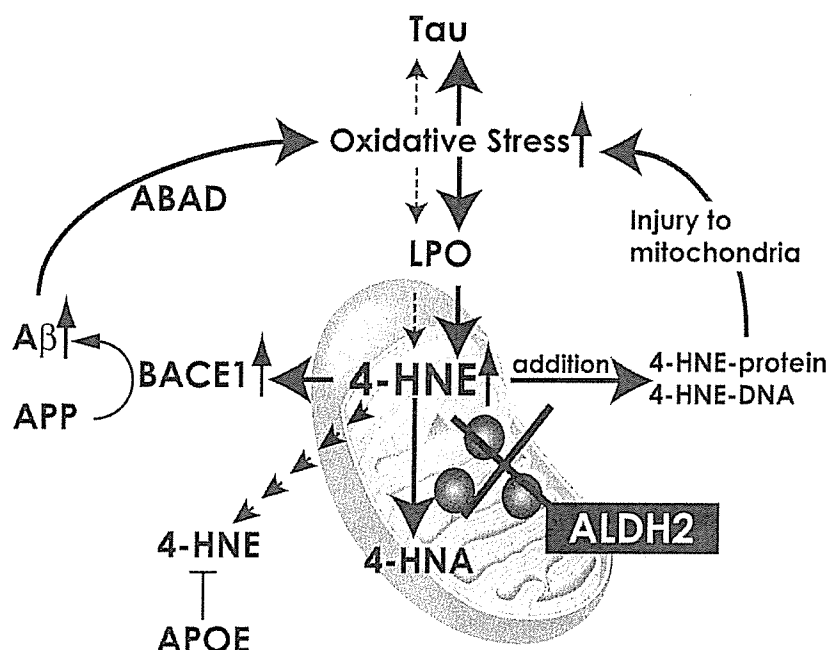 Tau
Oxidative Stress
ABAD
Injury to
mitochondria
LPO
Aβ
BACE1
4-HNE
addition
4-HNE-protein
4-HNE-DNA
APP
ALDH2
4-HNE
4-HNA
APOE